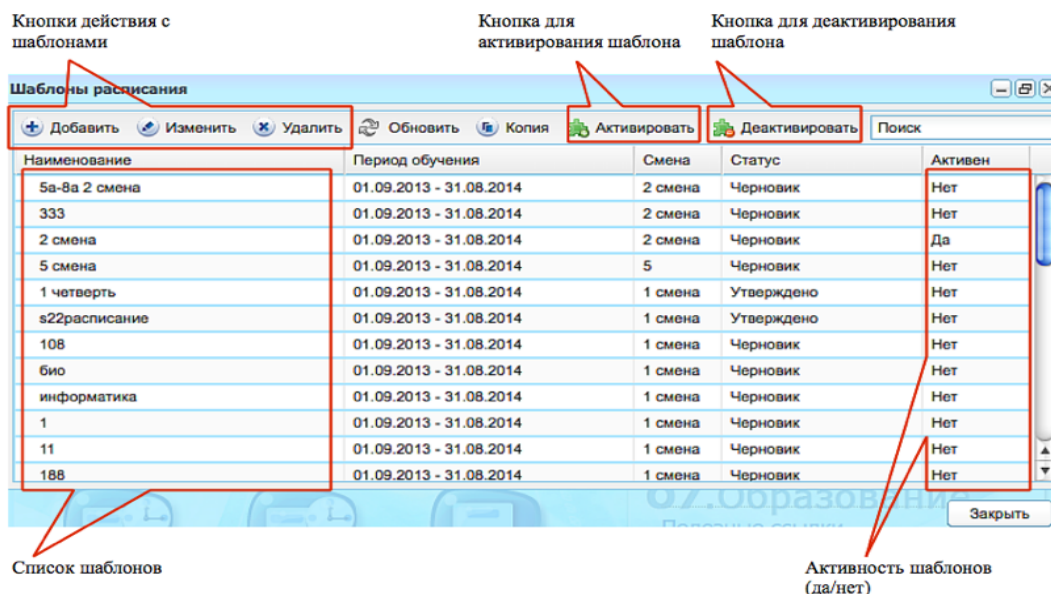 Кнопки действия с
шаблонами
Кнопка для
активирования шаблона
Кнопка для деактивирования
шаблона
Шаблоны расписания
Добавить Изменить Удалить Обновить Копия Активировать Деактивировать Поиск
Наименование Период обучения Смена Статус Активен
5а-8а 2 смена 01.09.2013 - 31.08.2014 2 смена Черновик Нет
333 01.09.2013 - 31.08.2014 2 смена Черновик Нет
2 смена 01.09.2013 - 31.08.2014 2 смена Черновик Да
5 смена 01.09.2013 - 31.08.2014 5 Черновик Нет
1 четверть 01.09.2013 - 31.08.2014 1 смена Утверждено Нет
s22расписание 01.09.2013 - 31.08.2014 1 смена Утверждено Нет
108 01.09.2013 - 31.08.2014 1 смена Черновик Нет
био 01.09.2013 - 31.08.2014 1 смена Черновик Нет
информатика 01.09.2013 - 31.08.2014 1 смена Черновик Нет
1 01.09.2013 - 31.08.2014 1 смена Черновик Нет
11 01.09.2013 - 31.08.2014 1 смена Черновик Нет
188 01.09.2013 - 31.08.2014 1 смена Черновик Нет
07.Образование
Полезные ссылки
Закрыть
Список шаблонов
Активность шаблонов
(да/нет)